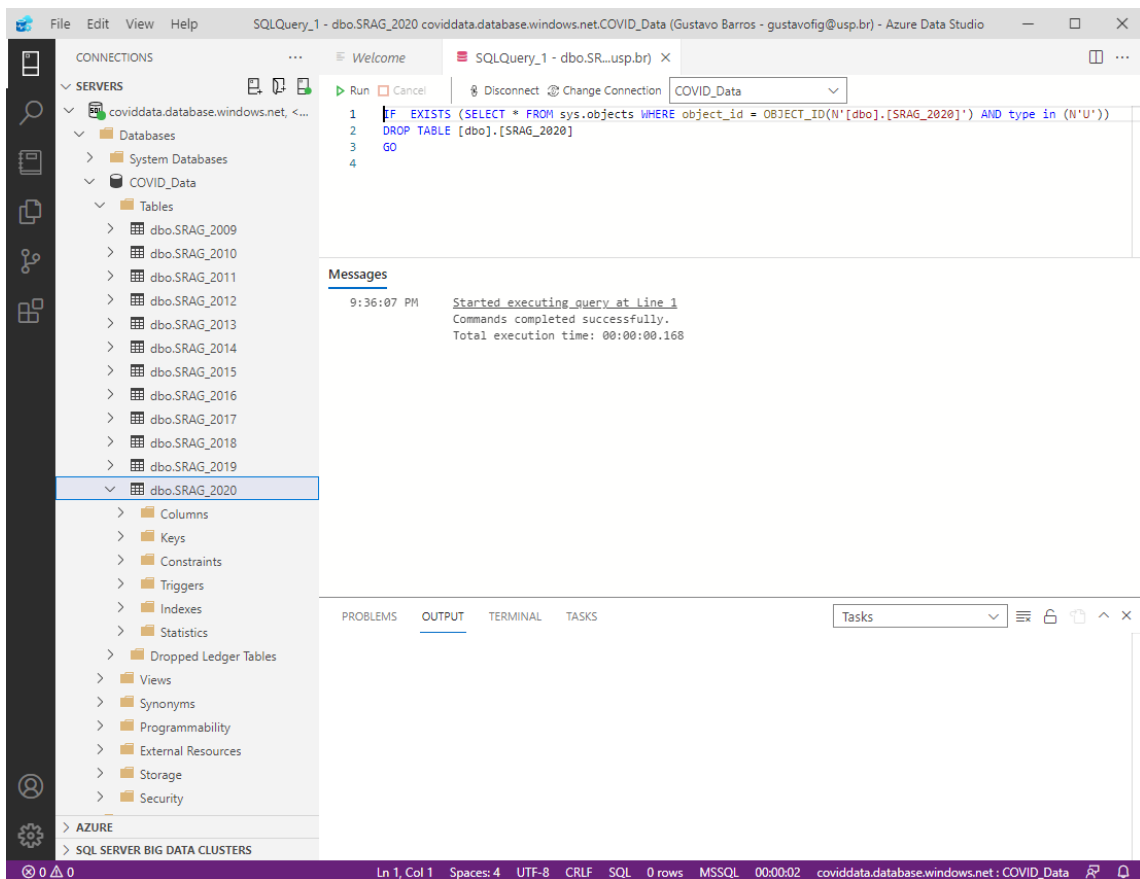 File Edit View Help SQLQuery_1 - dbo.SRAG_2020 coviddata.database.windows.net.COVID_Data (Gustavo Barros - gustavofig@usp.br) - Azure Data Studio
CONNECTIONS
SERVERS
coviddata.database.windows.net, <...
Databases
System Databases
COVID_Data
Tables
dbo.SRAG_2009
dbo.SRAG_2010
dbo.SRAG_2011
dbo.SRAG_2012
dbo.SRAG_2013
dbo.SRAG_2014
dbo.SRAG_2015
dbo.SRAG_2016
dbo.SRAG_2017
dbo.SRAG_2018
dbo.SRAG_2019
dbo.SRAG_2020
Columns
Keys
Constraints
Triggers
Indexes
Statistics
Dropped Ledger Tables
Views
Synonyms
Programmability
External Resources
Storage
Security
AZURE
SQL SERVER BIG DATA CLUSTERS
Welcome SQLQuery_1 - dbo.SR...usp.br)
Run Cancel Disconnect Change Connection COVID_Data
1 IF  EXISTS (SELECT * FROM sys.objects WHERE object_id = OBJECT_ID(N'[dbo].[SRAG_2020]') AND type in (N'U'))
2 DROP TABLE [dbo].[SRAG_2020]
3 GO
4
Messages
9:36:07 PM Started executing query at Line 1
Commands completed successfully.
Total execution time: 00:00:00.168
PROBLEMS OUTPUT TERMINAL TASKS Tasks
0 0 Ln 1, Col 1 Spaces: 4 UTF-8 CRLF SQL 0 rows MSSQL 00:00:02 coviddata.database.windows.net : COVID_Data